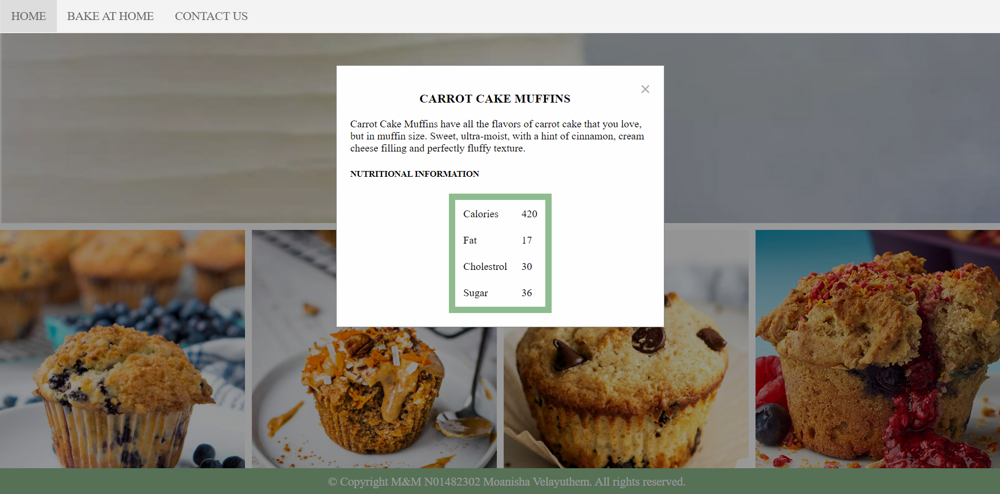 HOME BAKE AT HOME CONTACT US
×
CARROT CAKE MUFFINS
Carrot Cake Muffins have all the flavors of carrot cake that you love,
but in muffin size. Sweet, ultra-moist, with a hint of cinnamon, cream
cheese filling and perfectly fluffy texture.
NUTRITIONAL INFORMATION
Calories 420
Fat 17
Cholestrol 30
Sugar 36
© Copyright M&M N01482302 Moanisha Velayuthem. All rights reserved.